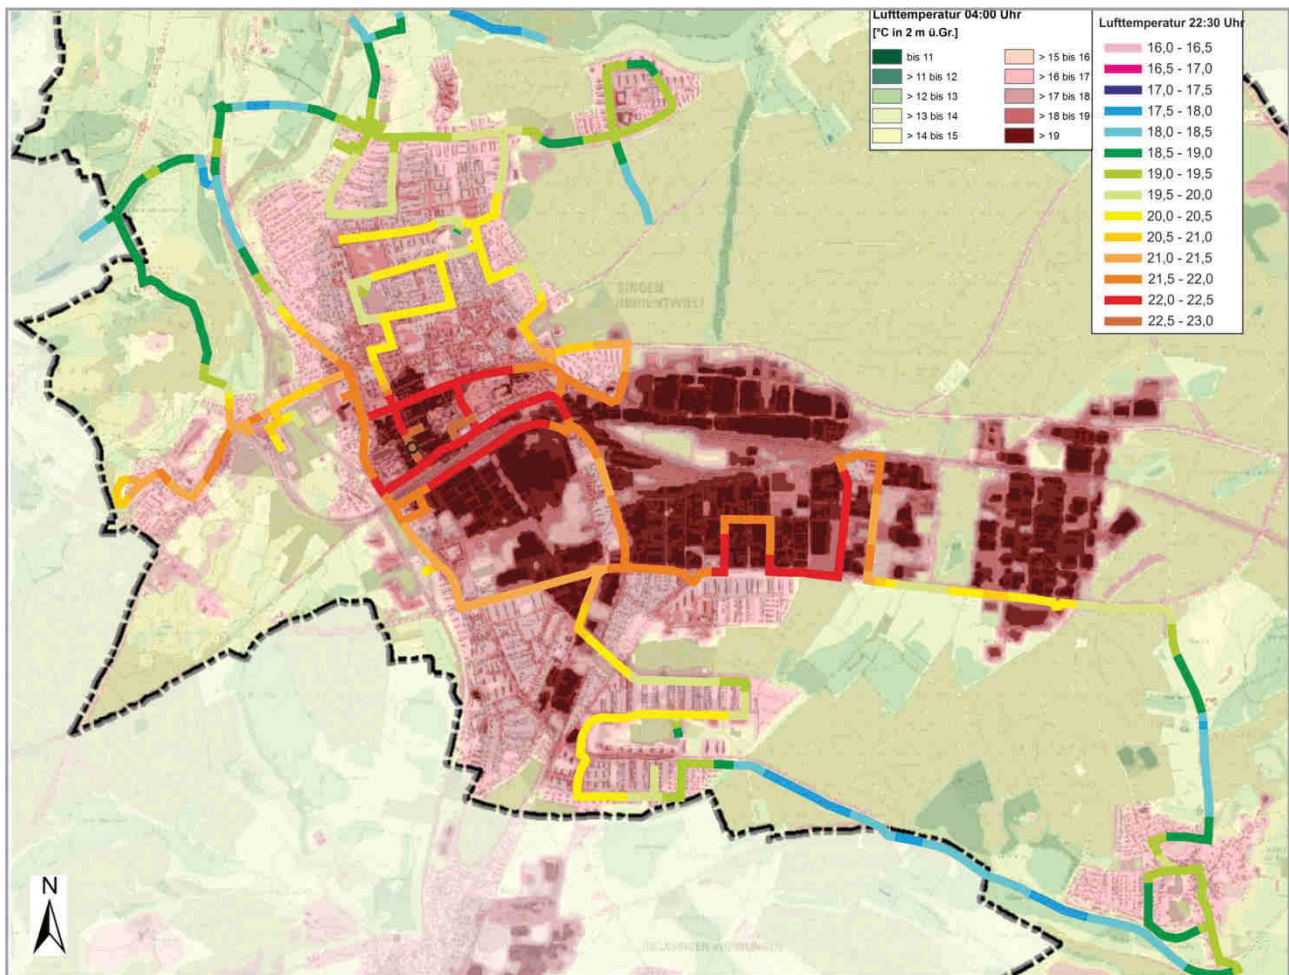 Lufttemperatur 04:00 Uhr
[°C in 2 m ü.Gr.]
bis 11
> 11 bis 12
> 12 bis 13
> 13 bis 14
> 14 bis 15
> 15 bis 16
> 16 bis 17
> 17 bis 18
> 18 bis 19
> 19
Lufttemperatur 22:30 Uhr
16,0 - 16,5
16,5 - 17,0
17,0 - 17,5
17,5 - 18,0
18,0 - 18,5
18,5 - 19,0
19,0 - 19,5
19,5 - 20,0
20,0 - 20,5
20,5 - 21,0
21,0 - 21,5
21,5 - 22,0
22,0 - 22,5
22,5 - 23,0
SINGEN
N